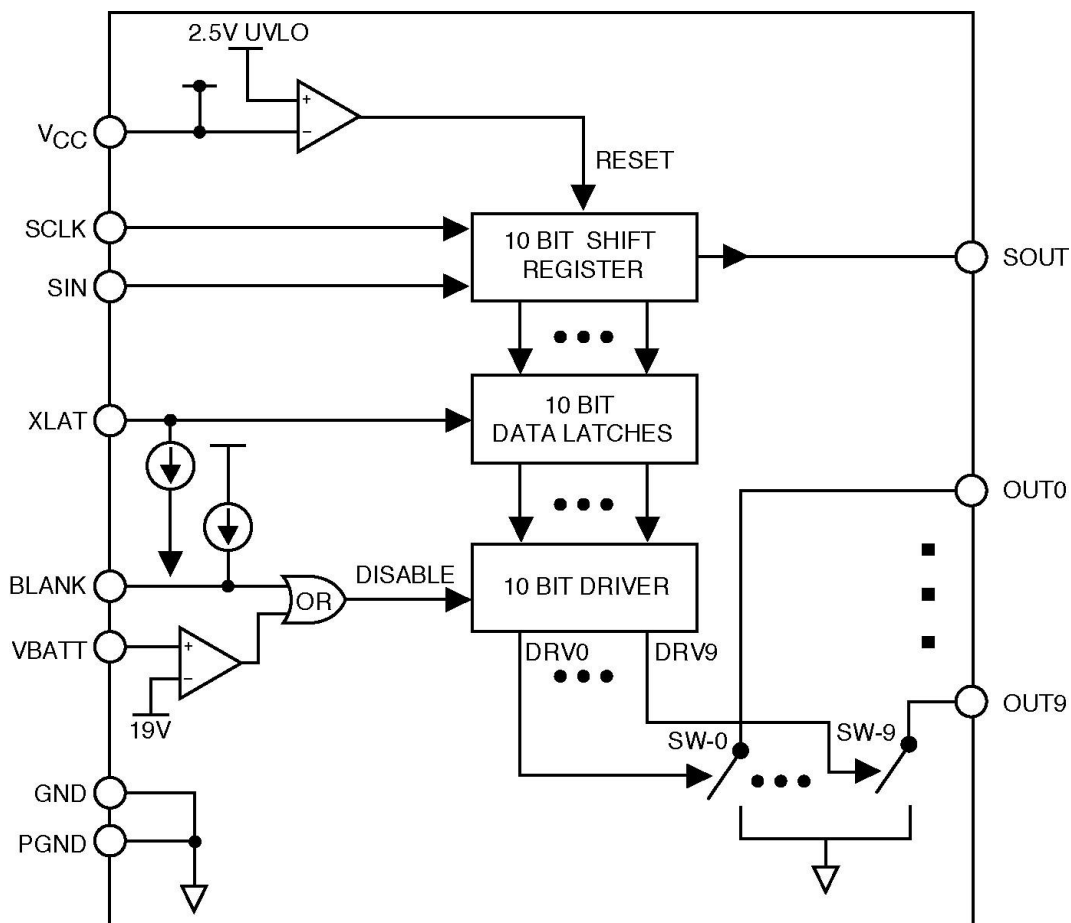 2.5V UVLO
+
−
VCC
RESET
SCLK
10 BIT SHIFT
REGISTER
SOUT
SIN
XLAT
10 BIT
DATA LATCHES
OUT0
BLANK
OR
DISABLE
10 BIT DRIVER
VBATT
+
−
DRV0
DRV9
19V
OUT9
SW-0
SW-9
GND
PGND